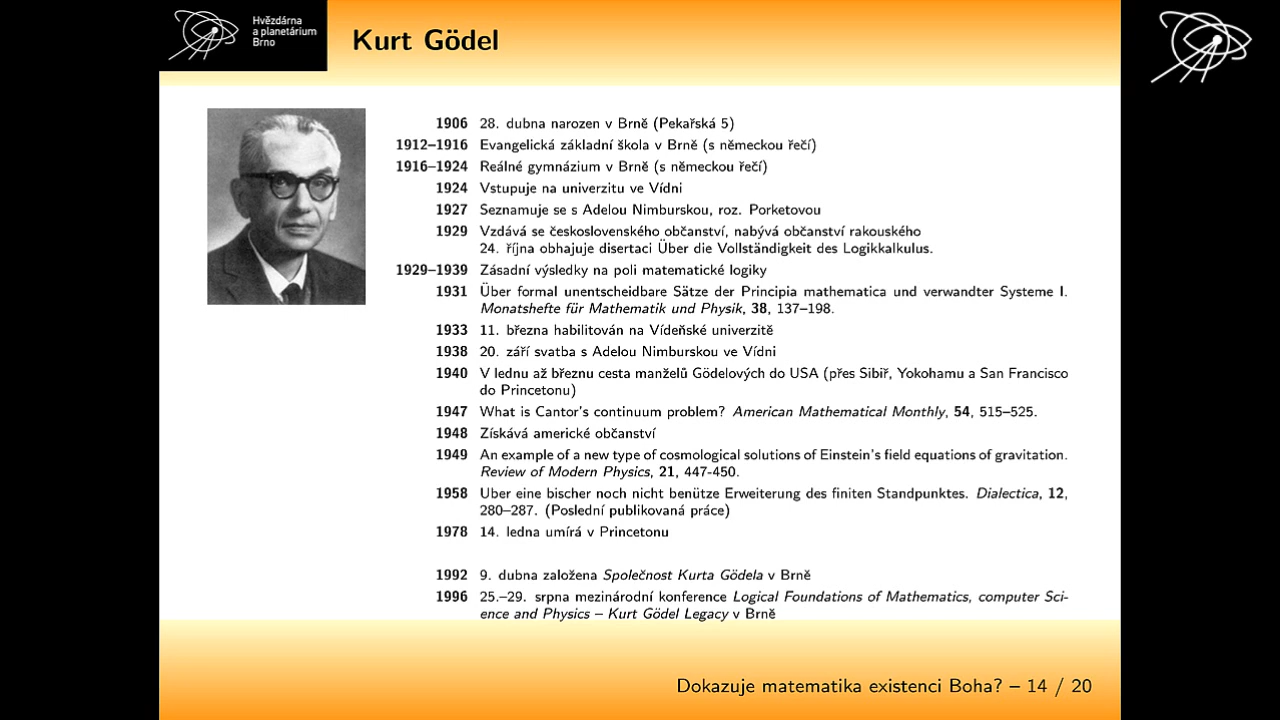 Hvězdárna
a planetárium
Brno
Kurt Gödel
1906 28. dubna narozen v Brně (Pekařská 5)
1912–1916 Evangelická základní škola v Brně (s německou řečí)
1916–1924 Reálné gymnázium v Brně (s německou řečí)
1924 Vstupuje na univerzitu ve Vídni
1927 Seznamuje se s Adelou Nimburskou, roz. Porketovou
1929 Vzdává se československého občanství, nabývá občanství rakouského
24. října obhajuje disertaci Über die Vollständigkeit des Logikkalkulus.
1929–1939 Zásadní výsledky na poli matematické logiky
1931 Über formal unentscheidbare Sätze der Principia mathematica und verwandter Systeme I.
Monatshefte für Mathematik und Physik, 38, 137–198.
1933 11. března habilitován na Vídeňské univerzitě
1938 20. září svatba s Adelou Nimburskou ve Vídni
1940 V lednu až březnu cesta manželů Gödelových do USA (přes Sibiř, Yokohamu a San Francisco
do Princetonu)
1947 What is Cantor's continuum problem? American Mathematical Monthly, 54, 515–525.
1948 Získává americké občanství
1949 An example of a new type of cosmological solutions of Einstein's field equations of gravitation.
Review of Modern Physics, 21, 447-450.
1958 Uber eine bischer noch nicht benütze Erweiterung des finiten Standpunktes. Dialectica, 12,
280–287. (Poslední publikovaná práce)
1978 14. ledna umírá v Princetonu
1992 9. dubna založena Společnost Kurta Gödela v Brně
1996 25.–29. srpna mezinárodní konference Logical Foundations of Mathematics, computer Sci-
ence and Physics – Kurt Gödel Legacy v Brně
Dokazuje matematika existenci Boha? – 14 / 20